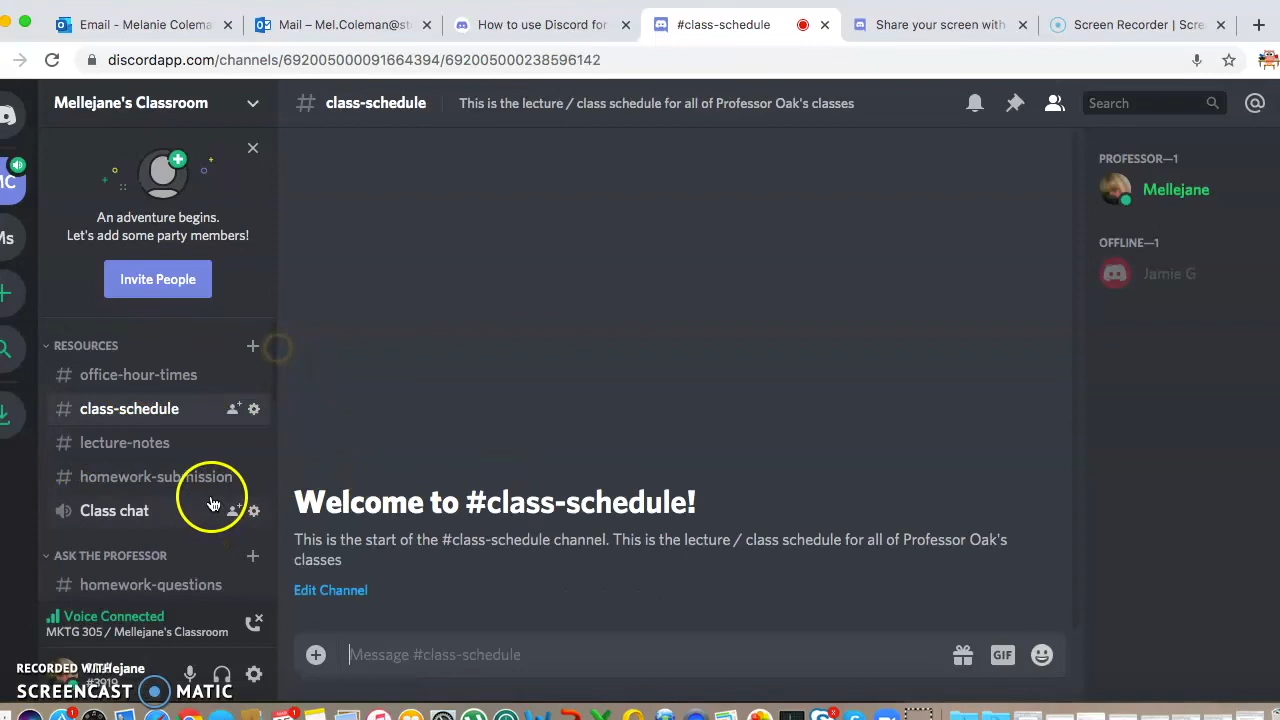 Email - Melanie Colema
Mail – Mel.Coleman@st
How to use Discord for
#class-schedule
Share your screen with
Screen Recorder | Scre
discordapp.com/channels/692005000091664394/692005000238596142
Mellejane's Classroom
class-schedule
This is the lecture / class schedule for all of Professor Oak's classes
Search
An adventure begins.
Let's add some party members!
Invite People
MC
Ms
PROFESSOR—1
Mellejane
OFFLINE—1
Jamie G
RESOURCES
office-hour-times
class-schedule
lecture-notes
homework-submission
Class chat
ASK THE PROFESSOR
homework-questions
Voice Connected
MKTG 305 / Mellejane's Classroom
Welcome to #class-schedule!
This is the start of the #class-schedule channel. This is the lecture / class schedule for all of Professor Oak's
classes
Edit Channel
Message #class-schedule
GIF
Mellejane
#3919
RECORDED WITH
SCREENCAST MATIC